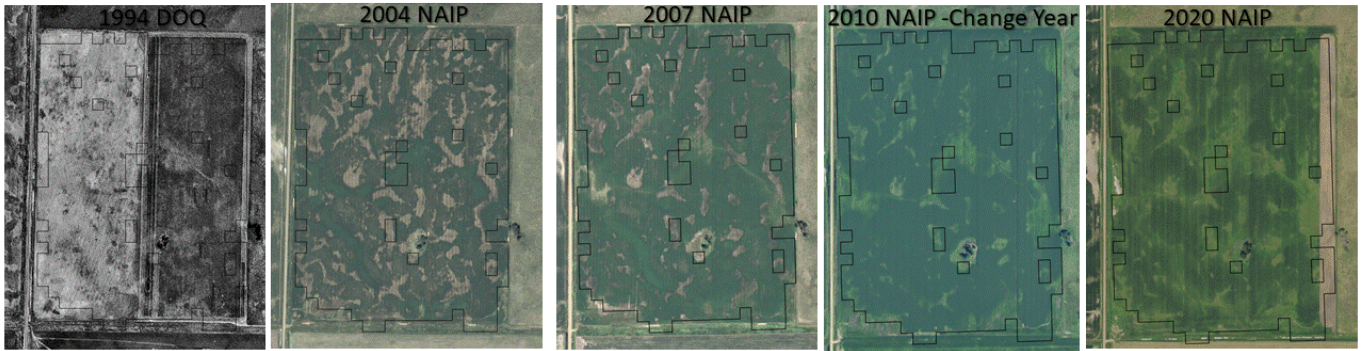 1994 DOQ
2004 NAIP
2007 NAIP
2010 NAIP -Change Year
2020 NAIP